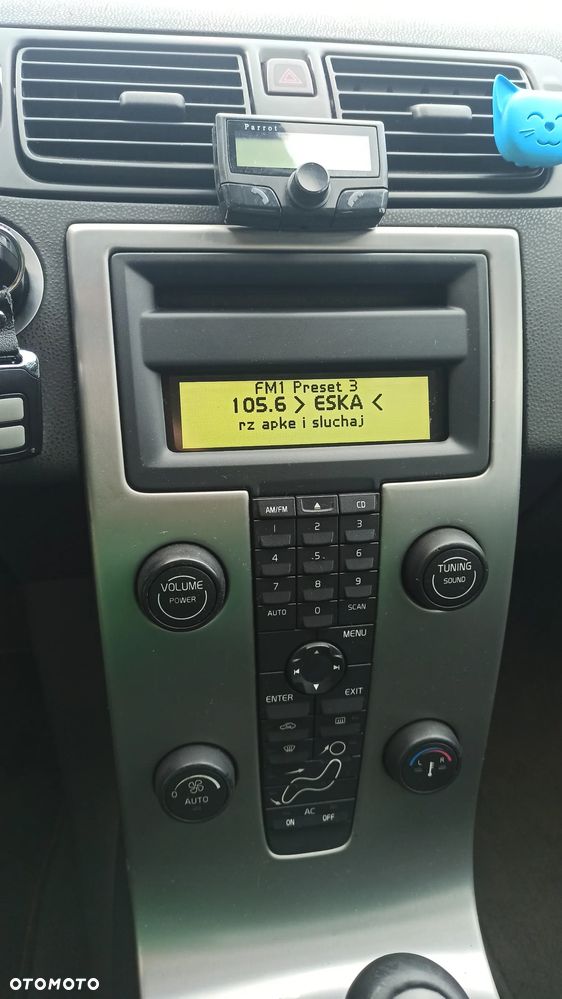 Parrot
FM1 Preset 3
105.6 > ESKA <
rz apke i sluchaj
AM/FM
CD
1
2
3
4
.5.
6
7
8
9
AUTO
0
SCAN
VOLUME
POWER
TUNING
SOUND
MENU
ENTER
EXIT
0
AUTO
L
R
AC
ON
OFF
OTOMOTO